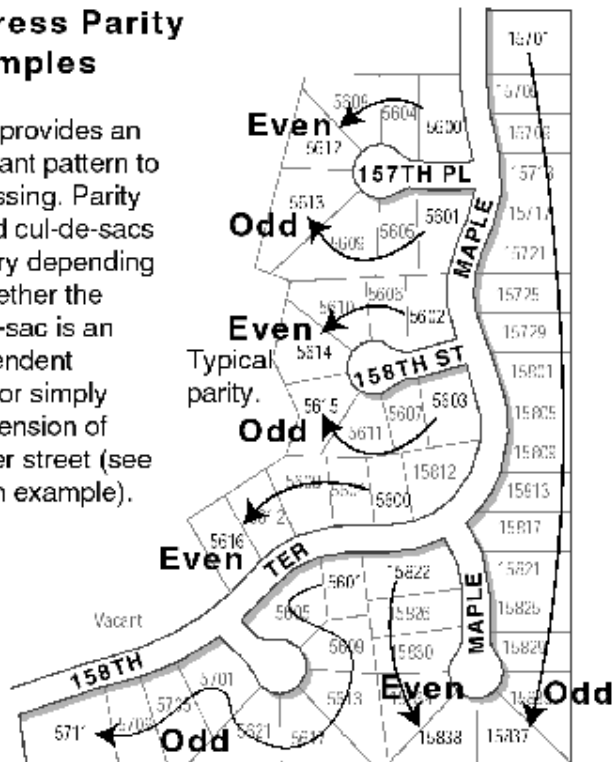 ress Parity
mples
provides an
ant pattern to
ssing. Parity
d cul-de-sacs
ry depending
ether the
-sac is an
endent
or simply
ension of
er street (see
n example).
Typical
parity.
Even
5604
5600
5612
157TH PL
5613
Odd
5609
5605
5601
MAPLE
15701
15709
15717
15721
15725
15729
15801
15805
15809
15813
15817
15821
15825
Even
5610
5606
5602
5614
158TH ST
5615
Odd
5611
5607
5603
15812
5600
5616
Even
158TH
TER
Vacant
5601
5605
5609
5701
5711
Odd
5621
15822
15826
15830
MAPLE
Even
15838
15837
Odd